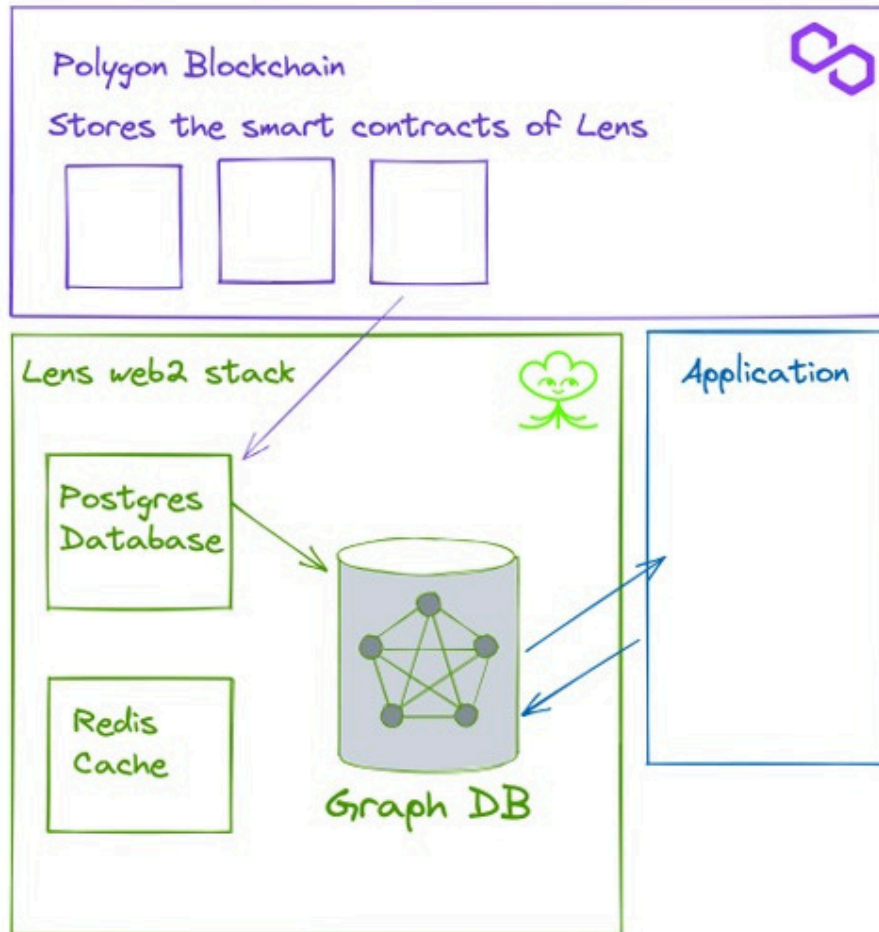 Polygon Blockchain
Stores the smart contracts of Lens
Lens web2 stack
Application
Postgres
Database
Redis
Cache
Graph DB